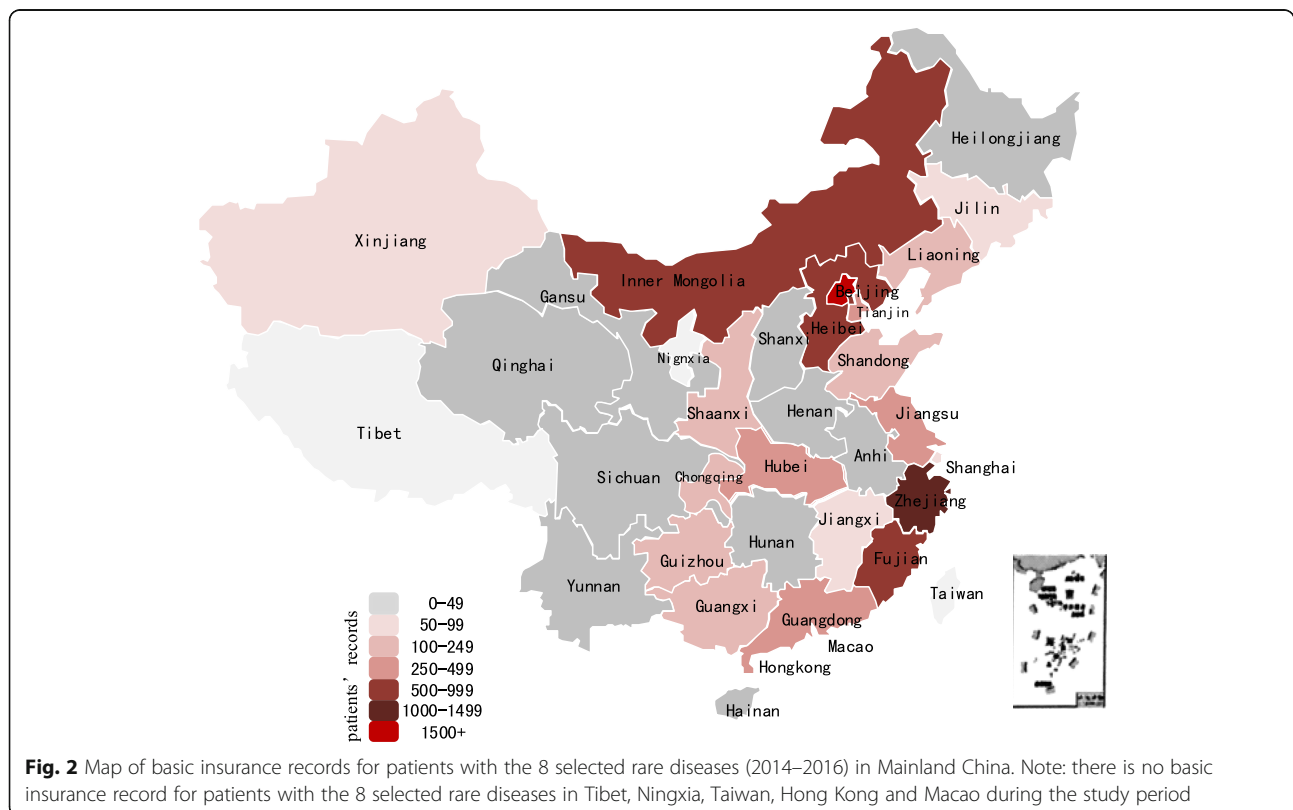 Heilongjiang
Jilin
Xinjiang
Liaoning
Inner Mongolia
Gansu
Beijing
Tianjin
Heibei
Shanxi
Nignxia
Shandong
Qinghai
Shaanxi
Henan
Jiangsu
Tibet
Anhi
Hubei
Shanghai
Sichuan
Chongqing
Zhejiang
Jiangxi
Hunan
Fujian
Guizhou
Yunnan
Taiwan
Guangxi
Guangdong
Macao
Hongkong
Hainan
patients' records
0-49
50-99
100-249
250-499
500-999
1000-1499
1500+
Fig. 2 Map of basic insurance records for patients with the 8 selected rare diseases (2014–2016) in Mainland China. Note: there is no basic
insurance record for patients with the 8 selected rare diseases in Tibet, Ningxia, Taiwan, Hong Kong and Macao during the study period